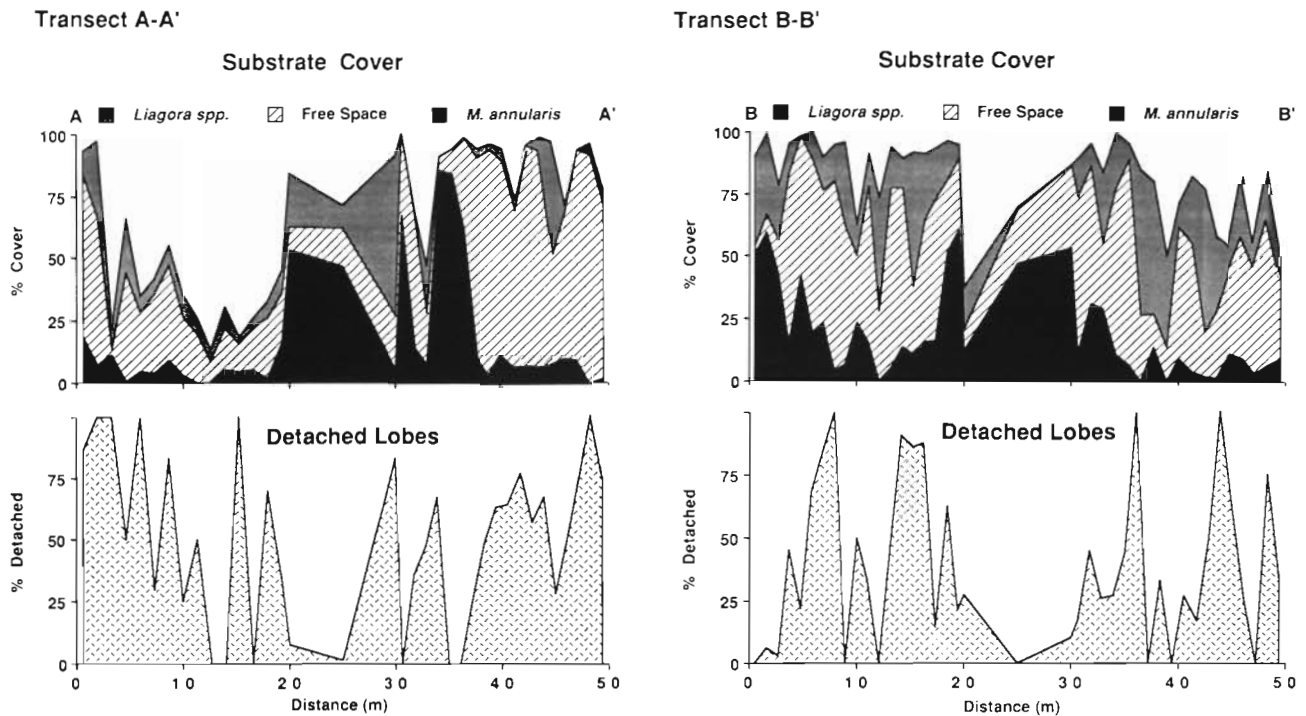 Transect A-A'
Substrate Cover
A Liagora spp. Free Space M. annularis A'
100
75
50
25
0
% Cover
Detached Lobes
75
50
25
0
% Detached
0 10 20 30 40 50
Distance (m)
Transect B-B'
Substrate Cover
B Liagora spp. Free Space M. annularis B'
100
75
50
25
0
% Cover
Detached Lobes
75
50
25
0
% Detached
0 10 20 30 40 50
Distance (m)